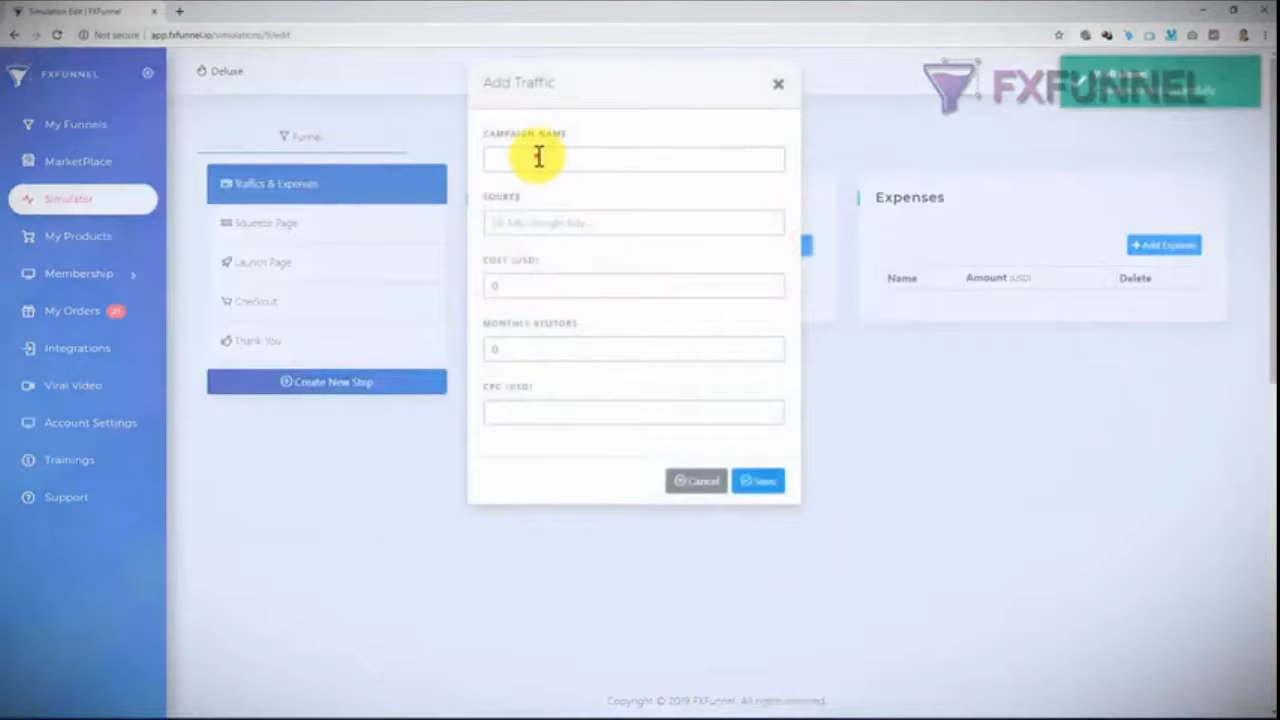 Simulation Edit | FXFunnel
Not secure | app.fxfunnel.io/simulations/9/edit
FXFUNNEL
Deluxe
Add Traffic
FXFUNNEL
My Funnels
MarketPlace
Simulator
My Products
Membership
My Orders 21
Integrations
Viral Video
Account Settings
Trainings
Support
Funnel
Traffics & Expenses
Squeeze Page
Launch Page
Checkout
Thank You
Create New Step
CAMPAIGN NAME
SOURCE
COST (USD)
0
MONTHLY VISITORS
0
CPC (USD)
Cancel
Save
Expenses
Add Expense
Name Amount (USD) Delete
Copyright © 2019 FXFunnel. All rights reserved.